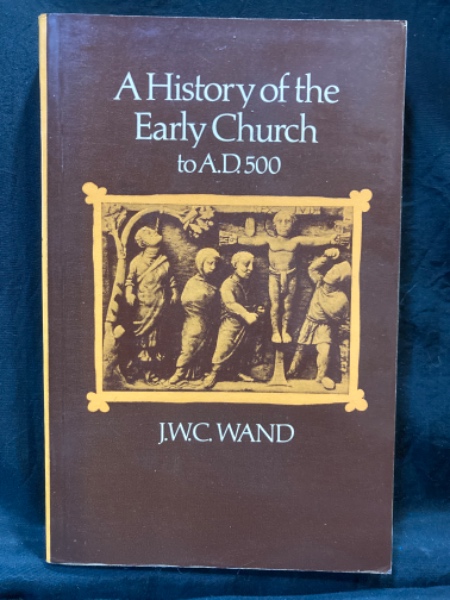 A History of the
Early Church
to A.D. 500
J.W.C. WAND